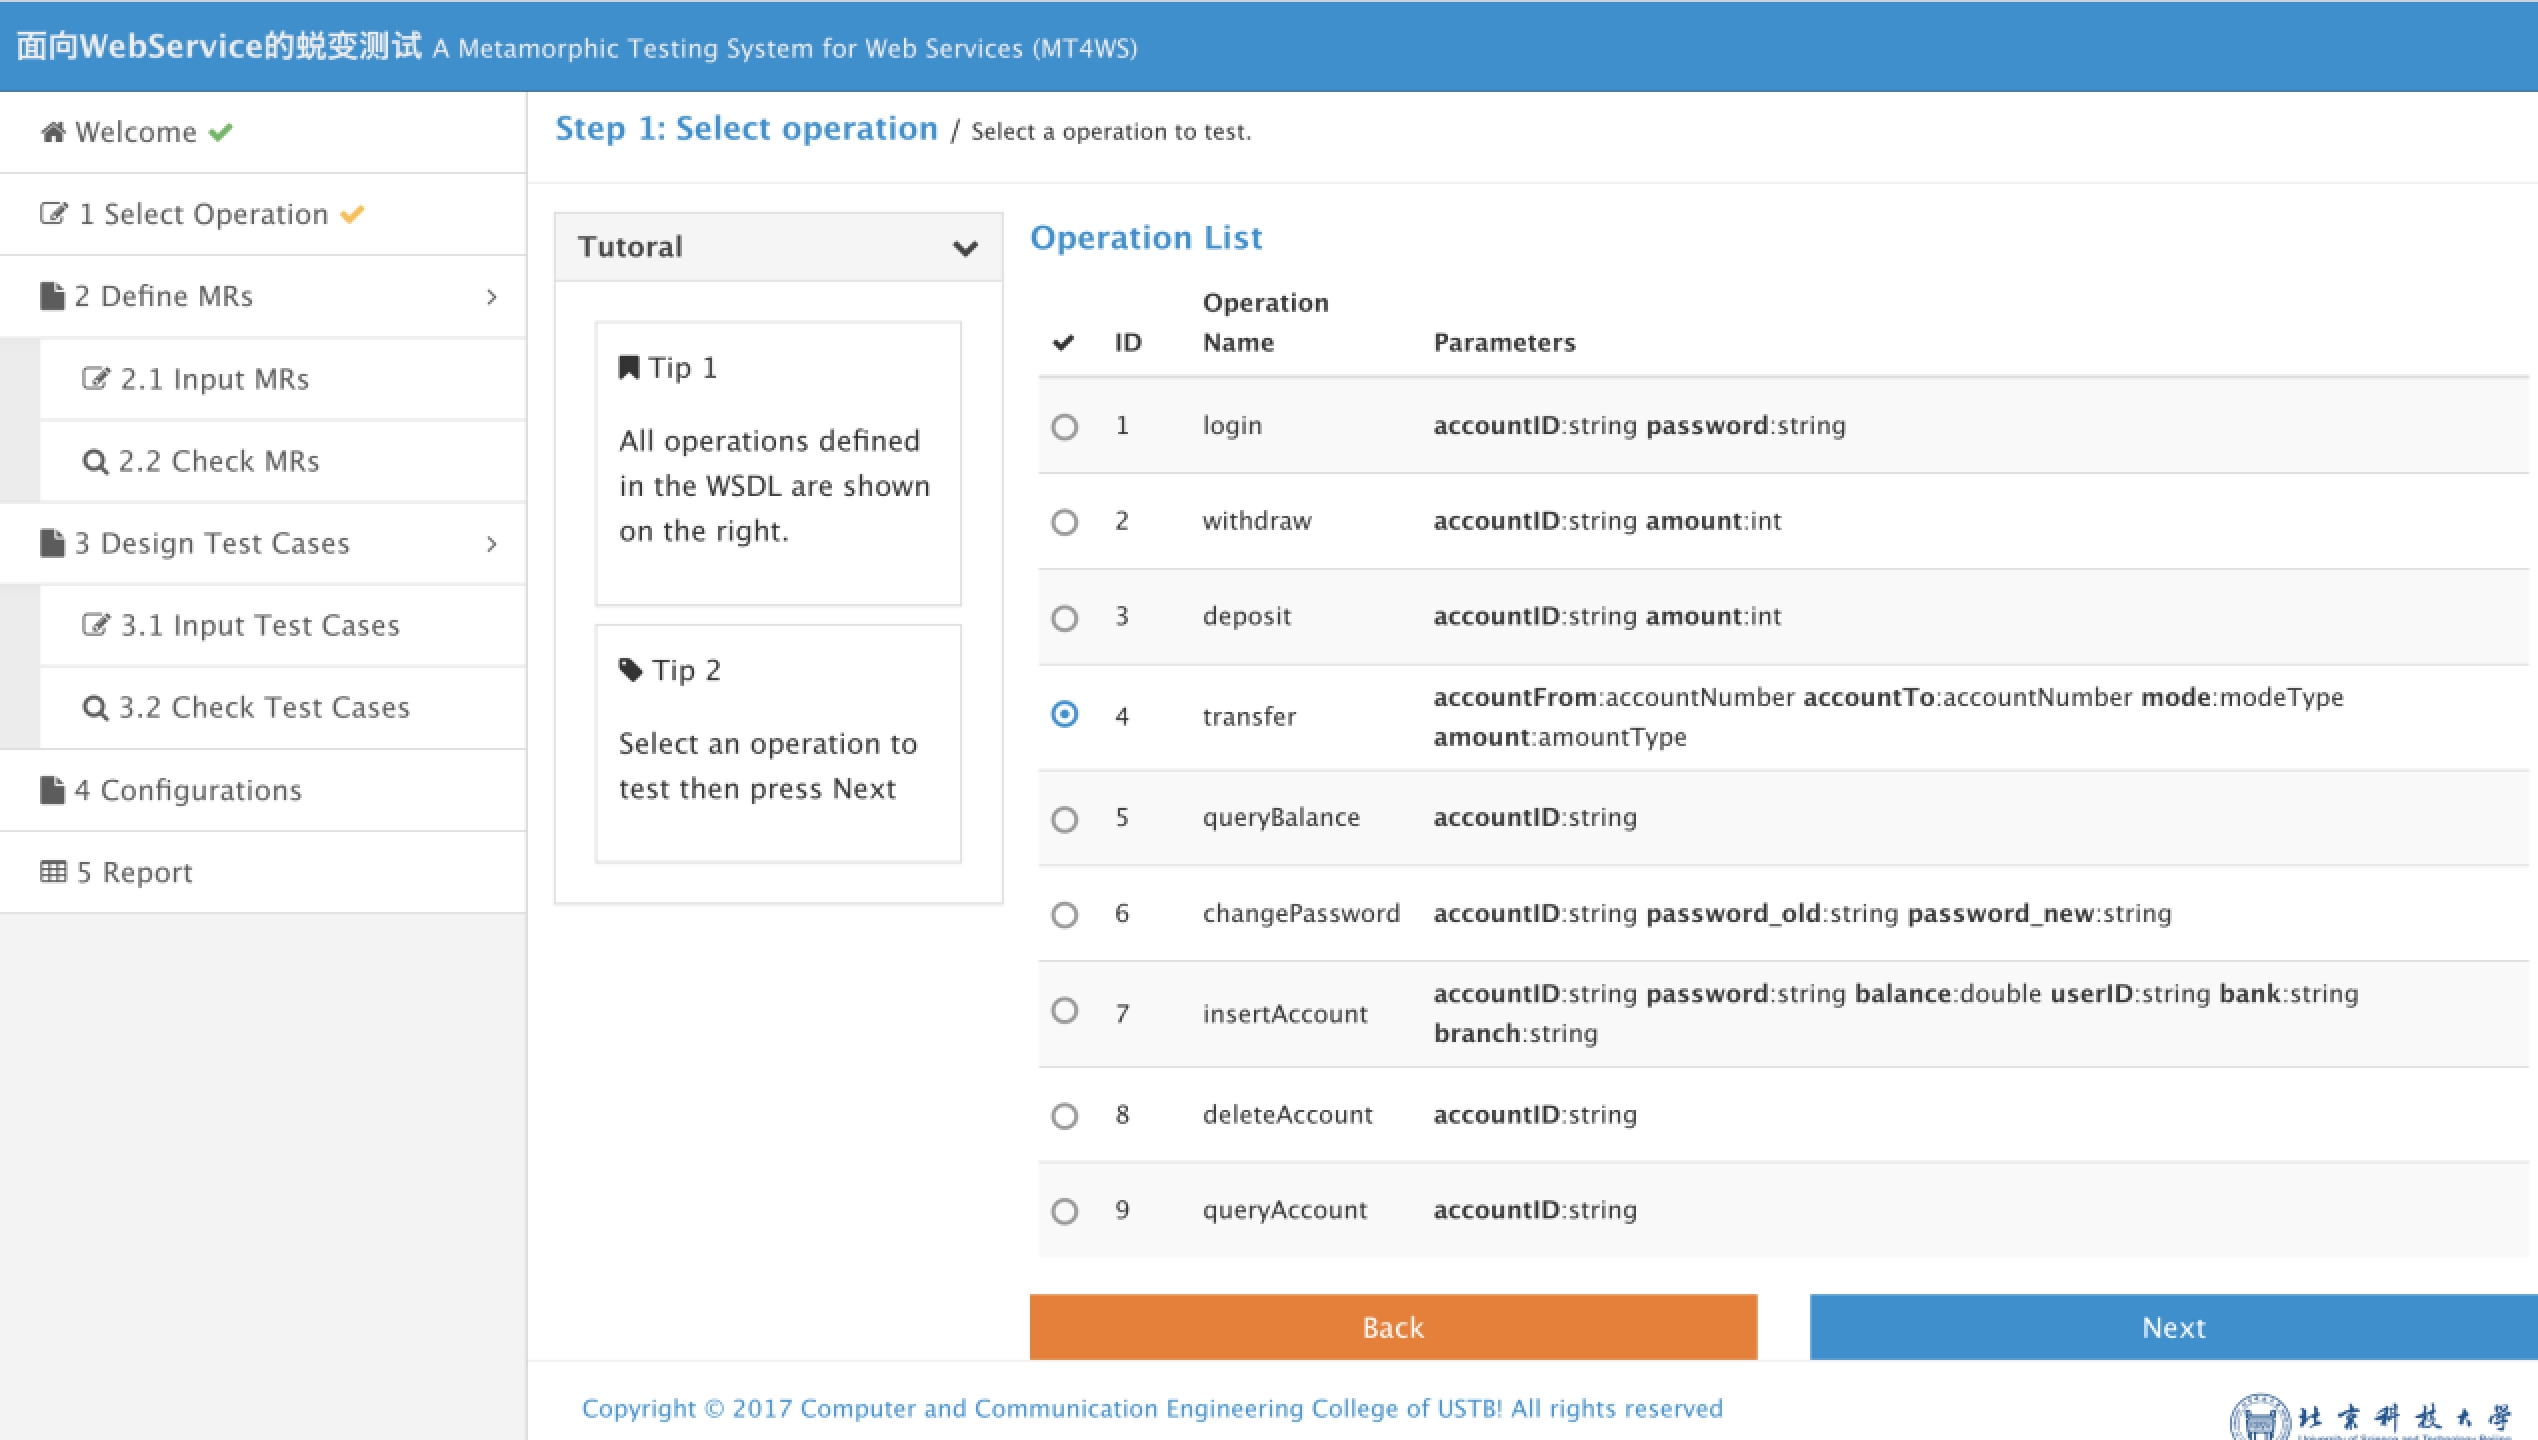 面向WebService的蜕变测试 A Metamorphic Testing System for Web Services (MT4WS)
Welcome
1 Select Operation
2 Define MRs
2.1 Input MRs
2.2 Check MRs
3 Design Test Cases
3.1 Input Test Cases
3.2 Check Test Cases
4 Configurations
5 Report
Step 1: Select operation / Select a operation to test.
Tutoral
Tip 1
All operations defined
in the WSDL are shown
on the right.
Tip 2
Select an operation to
test then press Next
Operation List
Operation
ID Name Parameters
1 login accountID:string password:string
2 withdraw accountID:string amount:int
3 deposit accountID:string amount:int
4 transfer accountFrom:accountNumber accountTo:accountNumber mode:modeType
amount:amountType
5 queryBalance accountID:string
6 changePassword accountID:string password_old:string password_new:string
7 insertAccount accountID:string password:string balance:double userID:string bank:string
branch:string
8 deleteAccount accountID:string
9 queryAccount accountID:string
Back Next
Copyright © 2017 Computer and Communication Engineering College of USTB! All rights reserved
北京科技大学